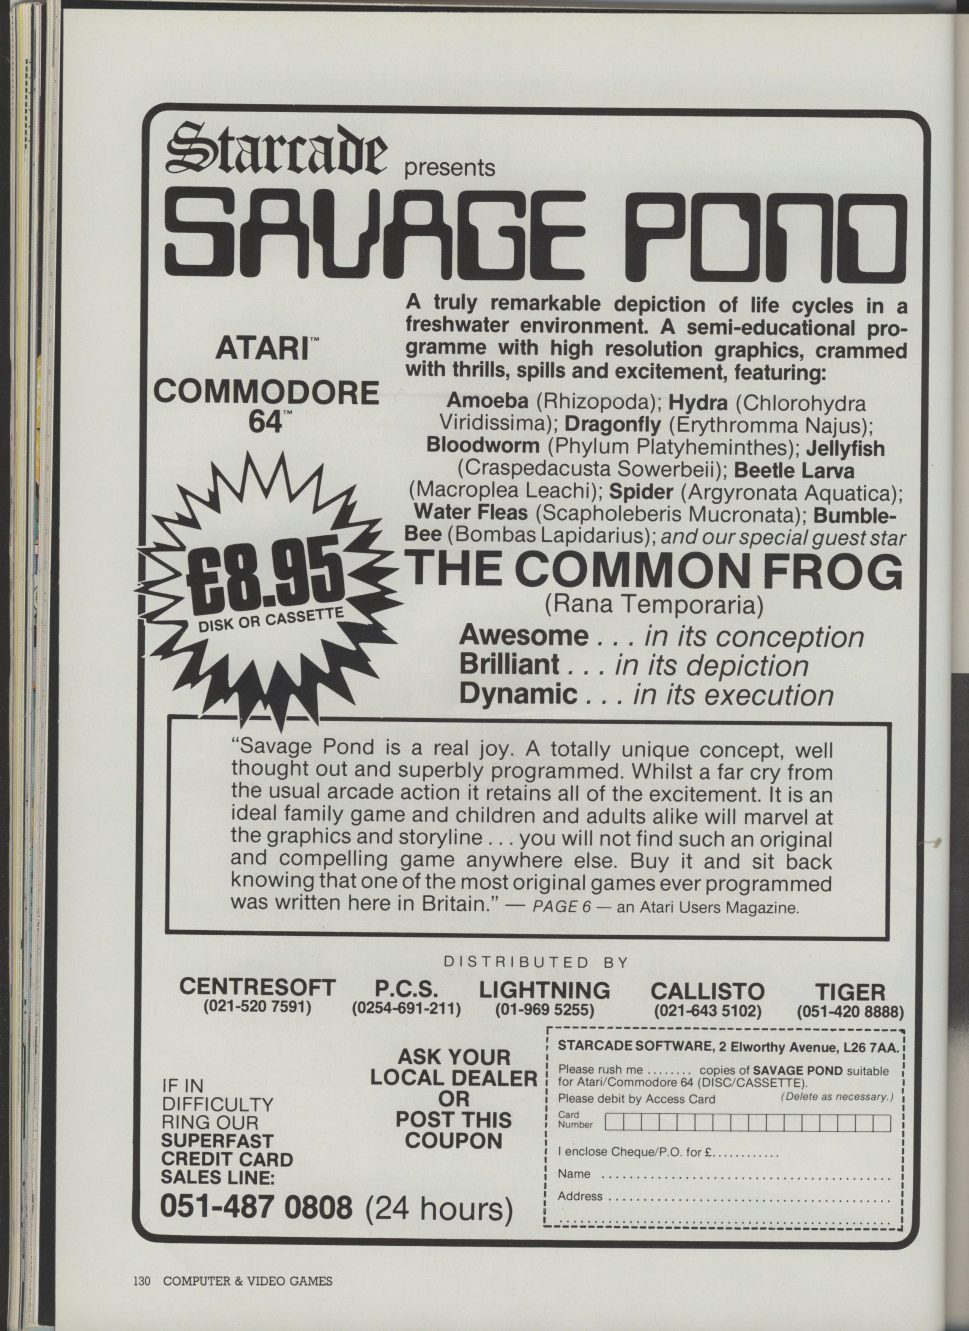 Starcade presents
SAVAGE POND
ATARI™
COMMODORE
64™
£8.95
DISK OR CASSETTE
A truly remarkable depiction of life cycles in a
freshwater environment. A semi-educational pro-
gramme with high resolution graphics, crammed
with thrills, spills and excitement, featuring:
Amoeba (Rhizopoda); Hydra (Chlorohydra
Viridissima); Dragonfly (Erythromma Najus);
Bloodworm (Phylum Platyheminthes); Jellyfish
(Craspedacusta Sowerbeii); Beetle Larva
(Macroplea Leachi); Spider (Argyronata Aquatica);
Water Fleas (Scapholeberis Mucronata); Bumble-
Bee (Bombas Lapidarius); and our special guest star
THE COMMON FROG
(Rana Temporaria)
Awesome . . . in its conception
Brilliant . . . in its depiction
Dynamic . . . in its execution
“Savage Pond is a real joy. A totally unique concept, well
thought out and superbly programmed. Whilst a far cry from
the usual arcade action it retains all of the excitement. It is an
ideal family game and children and adults alike will marvel at
the graphics and storyline . . . you will not find such an original
and compelling game anywhere else. Buy it and sit back
knowing that one of the most original games ever programmed
was written here in Britain.” — PAGE 6 — an Atari Users Magazine.
DISTRIBUTED BY
CENTRESOFT P.C.S. LIGHTNING CALLISTO TIGER
(021-520 7591) (0254-691-211) (01-969 5255) (021-643 5102) (051-420 8888)
IF IN
DIFFICULTY
RING OUR
SUPERFAST
CREDIT CARD
SALES LINE:
051-487 0808 (24 hours)
ASK YOUR
LOCAL DEALER
OR
POST THIS
COUPON
STARCADE SOFTWARE, 2 Elworthy Avenue, L26 7AA.
Please rush me ........ copies of SAVAGE POND suitable
for Atari/Commodore 64 (DISC/CASSETTE).
Please debit by Access Card (Delete as necessary.)
Card
Number
I enclose Cheque/P.O. for £............
Name ................................................
Address ..............................................
......................................................
130 COMPUTER & VIDEO GAMES